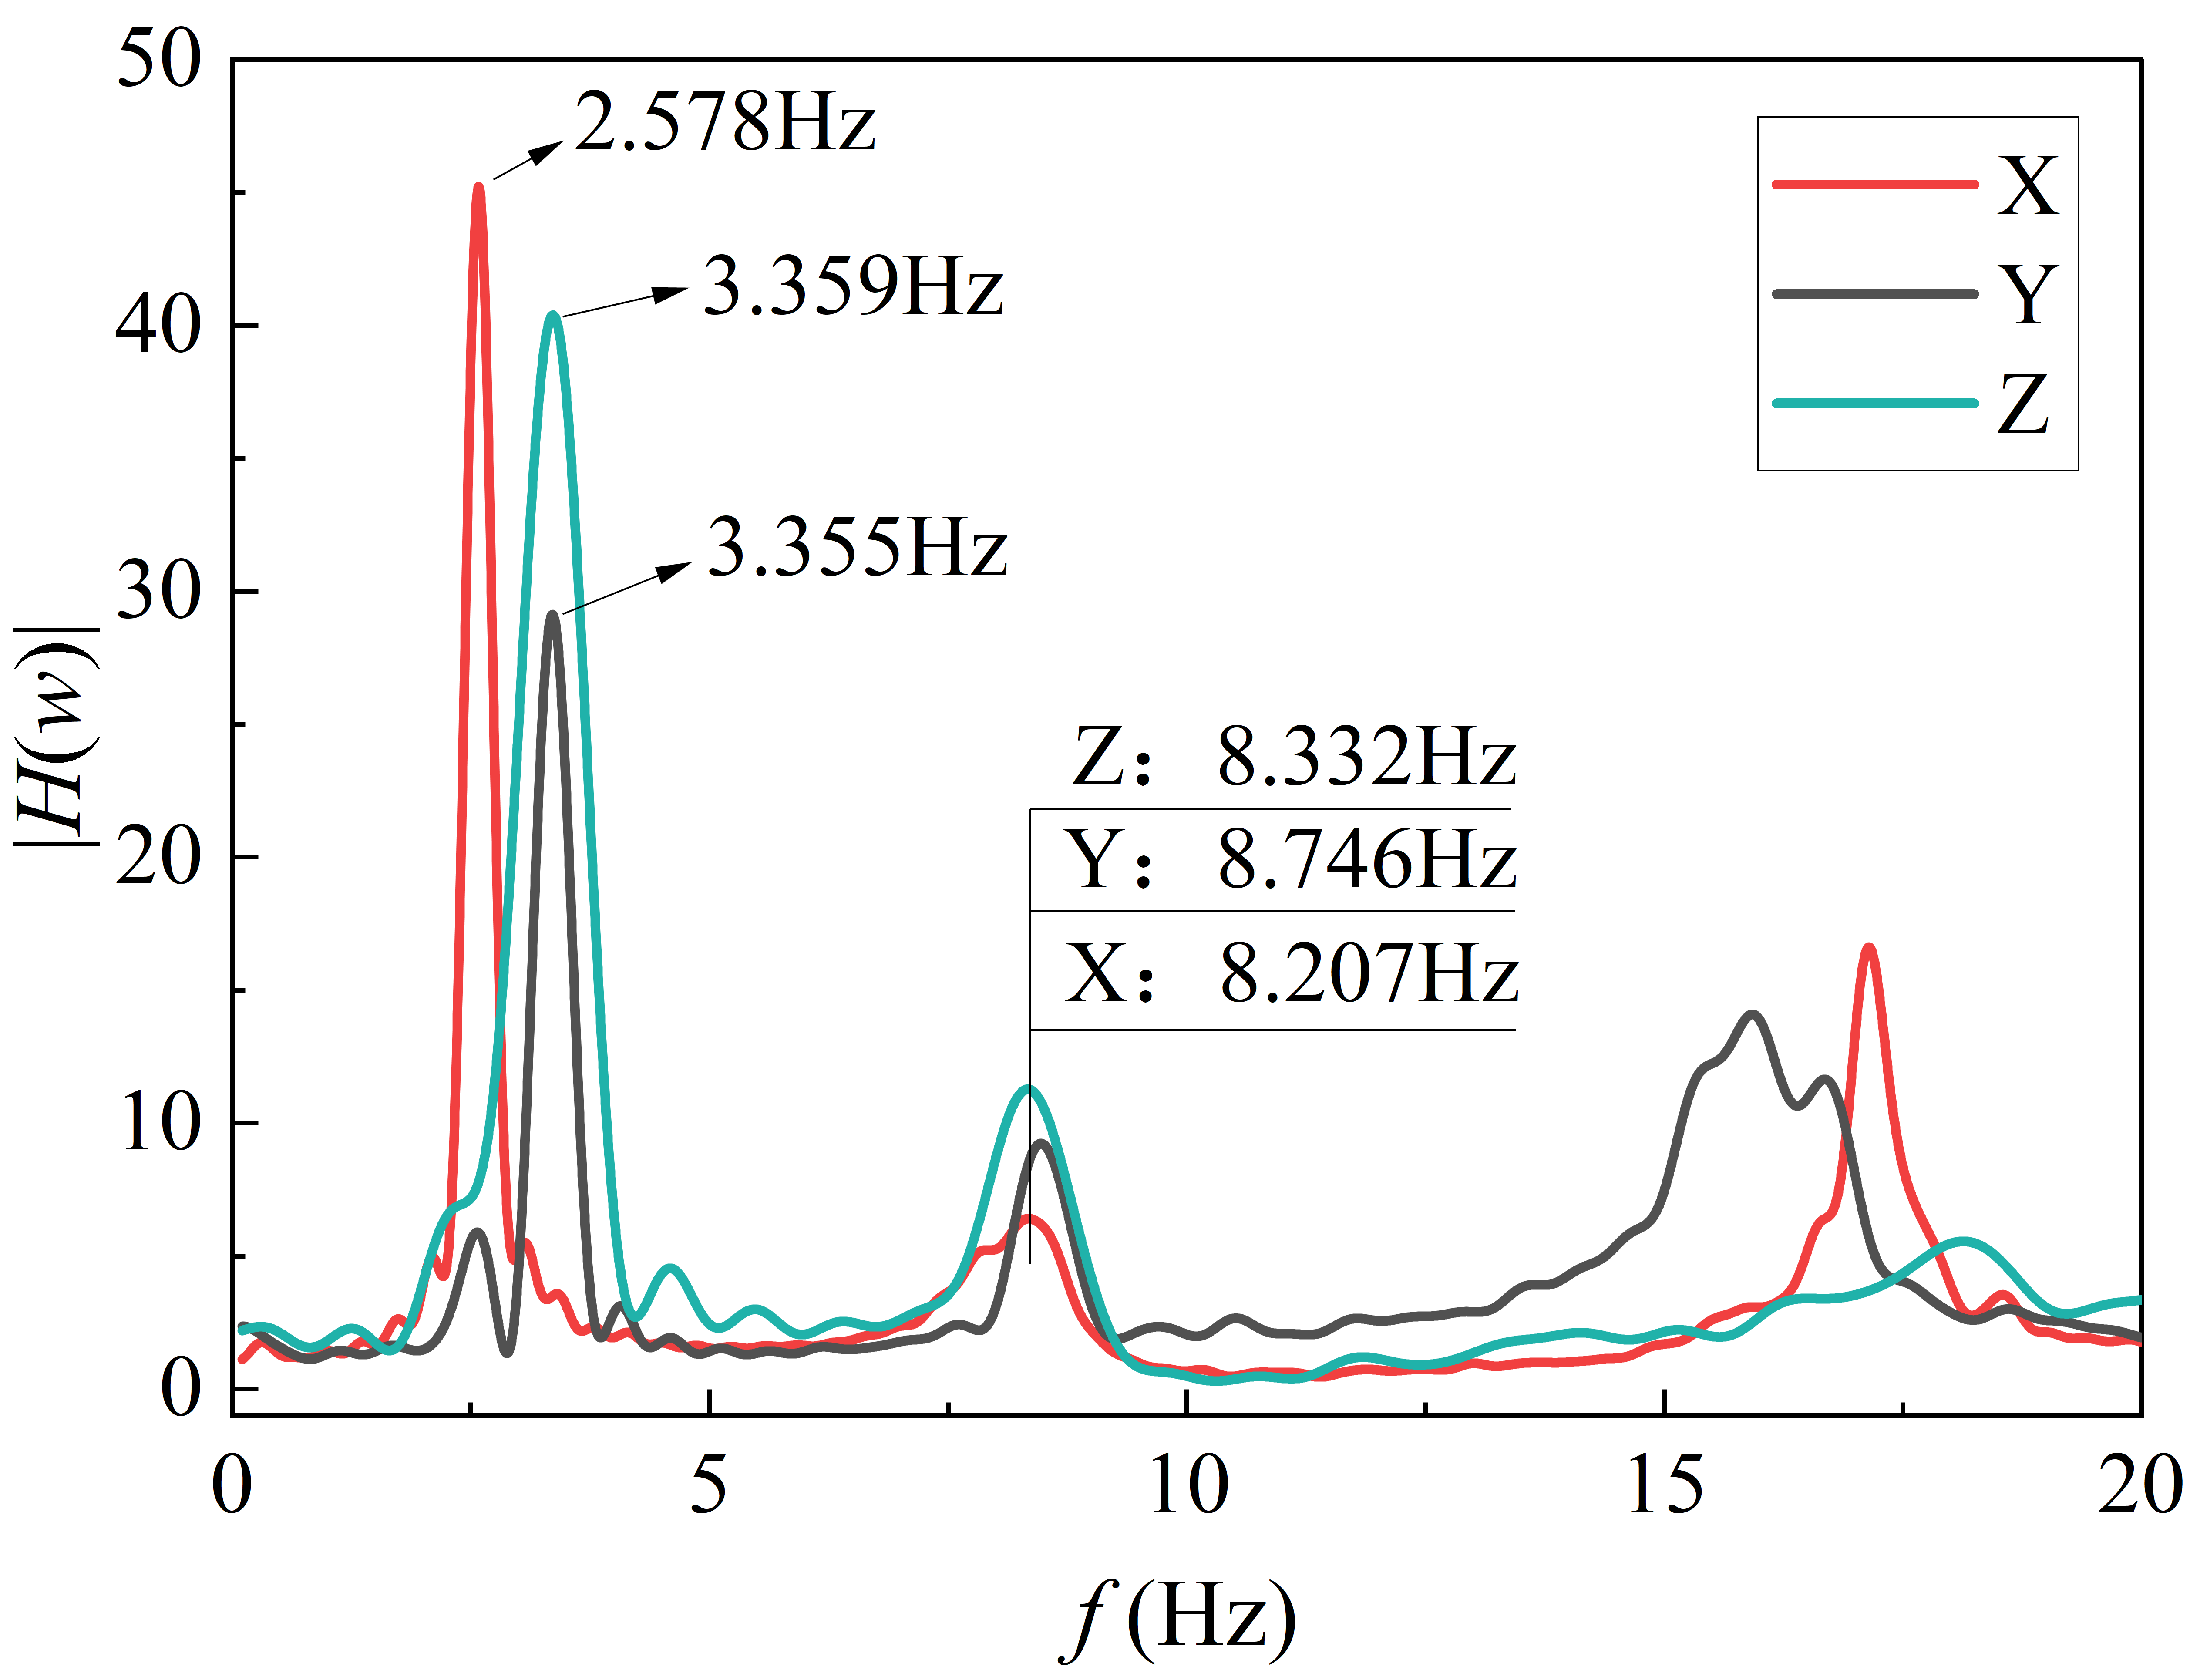 50
2.578Hz
X
3.359Hz
Y
40
Z
3.355Hz
30
|H(w)|
Z：8.332Hz
20
Y：8.746Hz
X：8.207Hz
10
0
0 5 10 15 20
f (Hz)